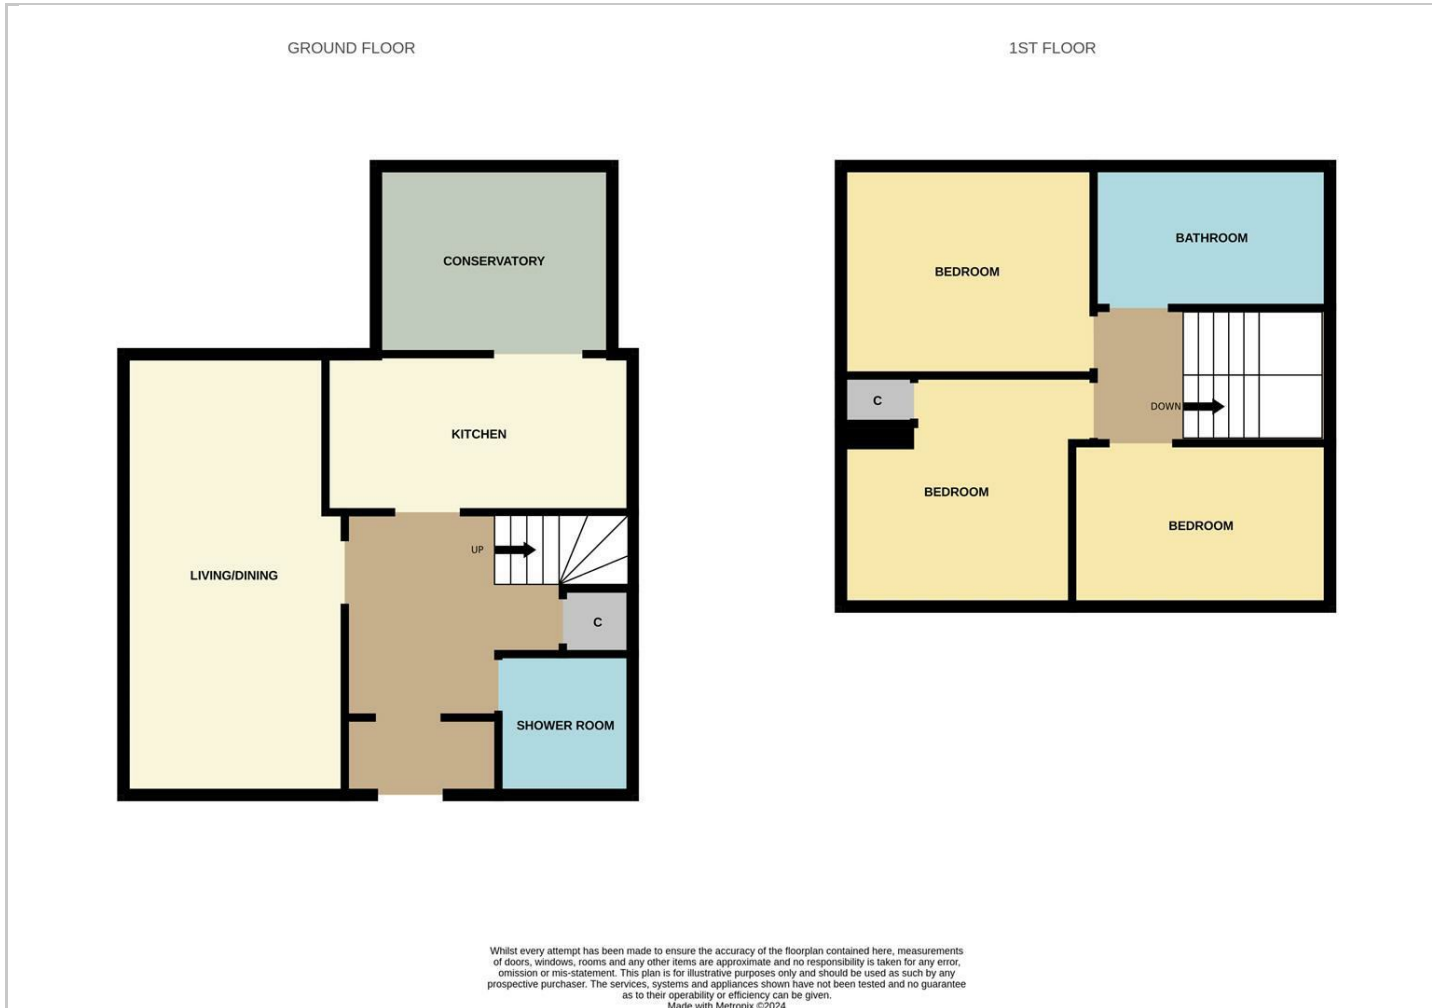 GROUND FLOOR
1ST FLOOR
CONSERVATORY
KITCHEN
LIVING/DINING
UP
C
SHOWER ROOM
BEDROOM
BATHROOM
C
DOWN
BEDROOM
BEDROOM
Whilst every attempt has been made to ensure the accuracy of the floorplan contained here, measurements
of doors, windows, rooms and any other items are approximate and no responsibility is taken for any error,
omission or mis-statement. This plan is for illustrative purposes only and should be used as such by any
prospective purchaser. The services, systems and appliances shown have not been tested and no guarantee
as to their operability or efficiency can be given.
Made with Metropix ©2024